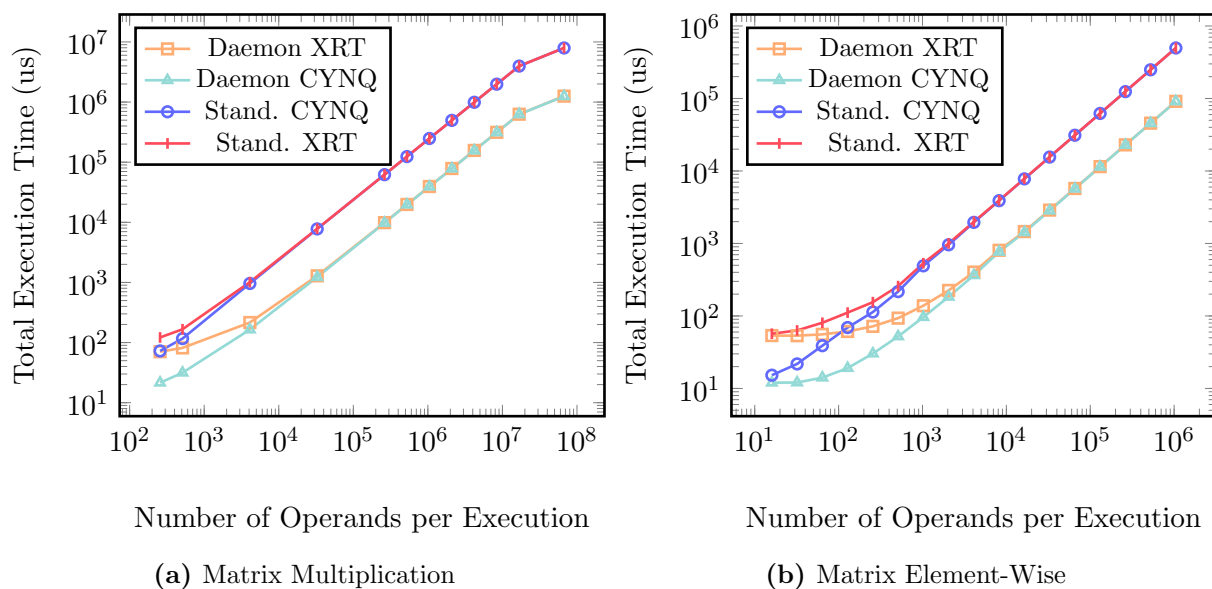 Total Execution Time (us)
10^7
10^6
10^5
10^4
10^3
10^2
10^1
Daemon XRT
Daemon CYNQ
Stand. CYNQ
Stand. XRT
10^2 10^3 10^4 10^5 10^6 10^7 10^8
Number of Operands per Execution
(a) Matrix Multiplication
Total Execution Time (us)
10^6
10^5
10^4
10^3
10^2
10^1
Daemon XRT
Daemon CYNQ
Stand. CYNQ
Stand. XRT
10^1 10^2 10^3 10^4 10^5 10^6
Number of Operands per Execution
(b) Matrix Element-Wise